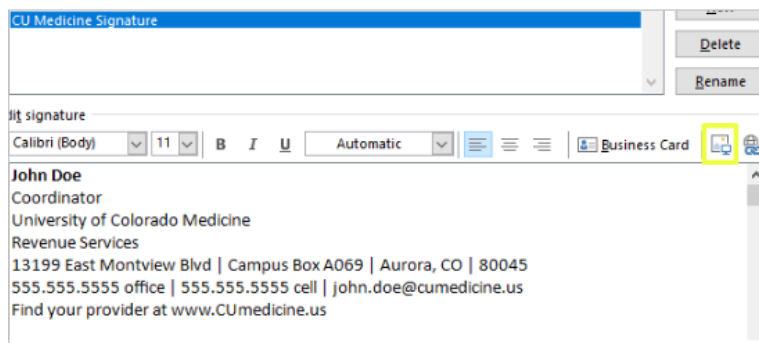 CU Medicine Signature
Delete
Rename
dit signature
Calibri (Body) 11 B I U Automatic Business Card
John Doe
Coordinator
University of Colorado Medicine
Revenue Services
13199 East Montview Blvd | Campus Box A069 | Aurora, CO | 80045
555.555.5555 office | 555.555.5555 cell | john.doe@cumedicine.us
Find your provider at www.CUmedicine.us